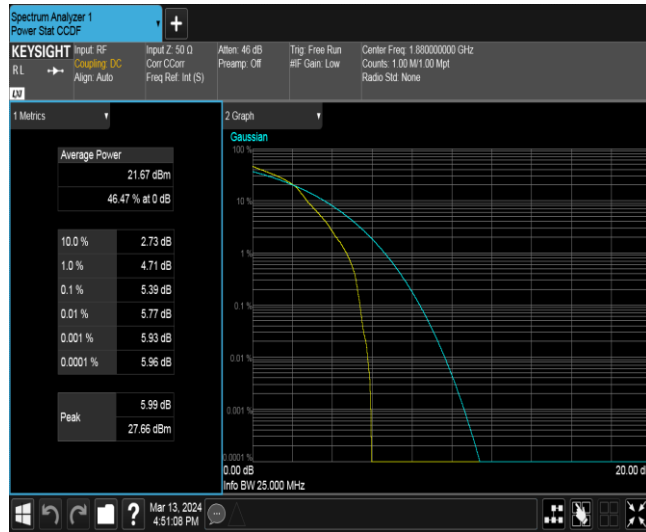 Spectrum Analyzer 1
Power Stat CCDF
+
KEYSIGHT
RL
LXI
Input: RF
Coupling: DC
Align: Auto
Input Z: 50 Ω
Corr CCorr
Freq Ref: Int (S)
Atten: 46 dB
Preamp: Off
Trig: Free Run
#IF Gain: Low
Center Freq: 1.880000000 GHz
Counts: 1.00 M/1.00 Mpt
Radio Std: None
1 Metrics
Average Power
21.67 dBm
46.47 % at 0 dB
10.0 % 2.73 dB
1.0 % 4.71 dB
0.1 % 5.39 dB
0.01 % 5.77 dB
0.001 % 5.93 dB
0.0001 % 5.96 dB
Peak
5.99 dB
27.66 dBm
2 Graph
Gaussian
100 %
10 %
1 %
0.1 %
0.01 %
0.001 %
0.0001 %
0.00 dB
20.00 d
Info BW 25.000 MHz
?
Mar 13, 2024
4:51:08 PM